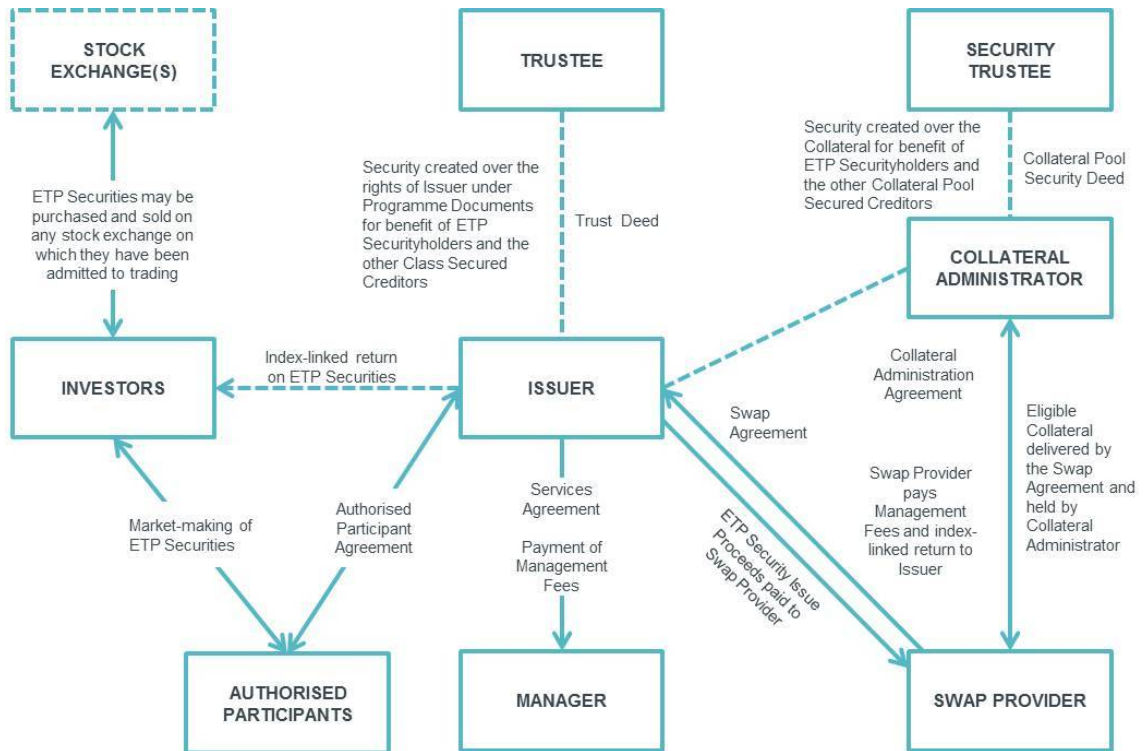 STOCK
EXCHANGE(S)
TRUSTEE
SECURITY
TRUSTEE
ETP Securities may be
purchased and sold on
any stock exchange on
which they have been
admitted to trading
Security created over the
rights of Issuer under
Programme Documents
for benefit of ETP
Securityholders and the
other Class Secured
Creditors
Trust Deed
Security created over the
Collateral for benefit of
ETP Securityholders and
the other Collateral Pool
Secured Creditors
Collateral Pool
Security Deed
COLLATERAL
ADMINISTRATOR
INVESTORS
Index-linked return
on ETP Securities
ISSUER
Collateral
Administration
Agreement
Swap
Agreement
Eligible
Collateral
delivered by
the Swap
Agreement and
held by
Collateral
Administrator
Market-making of
ETP Securities
Authorised
Participant
Agreement
Services
Agreement
Payment of
Management
Fees
ETP Security Issue
Proceeds paid to
Swap Provider
Swap Provider
pays
Management
Fees and index-
linked return to
Issuer
AUTHORISED
PARTICIPANTS
MANAGER
SWAP PROVIDER